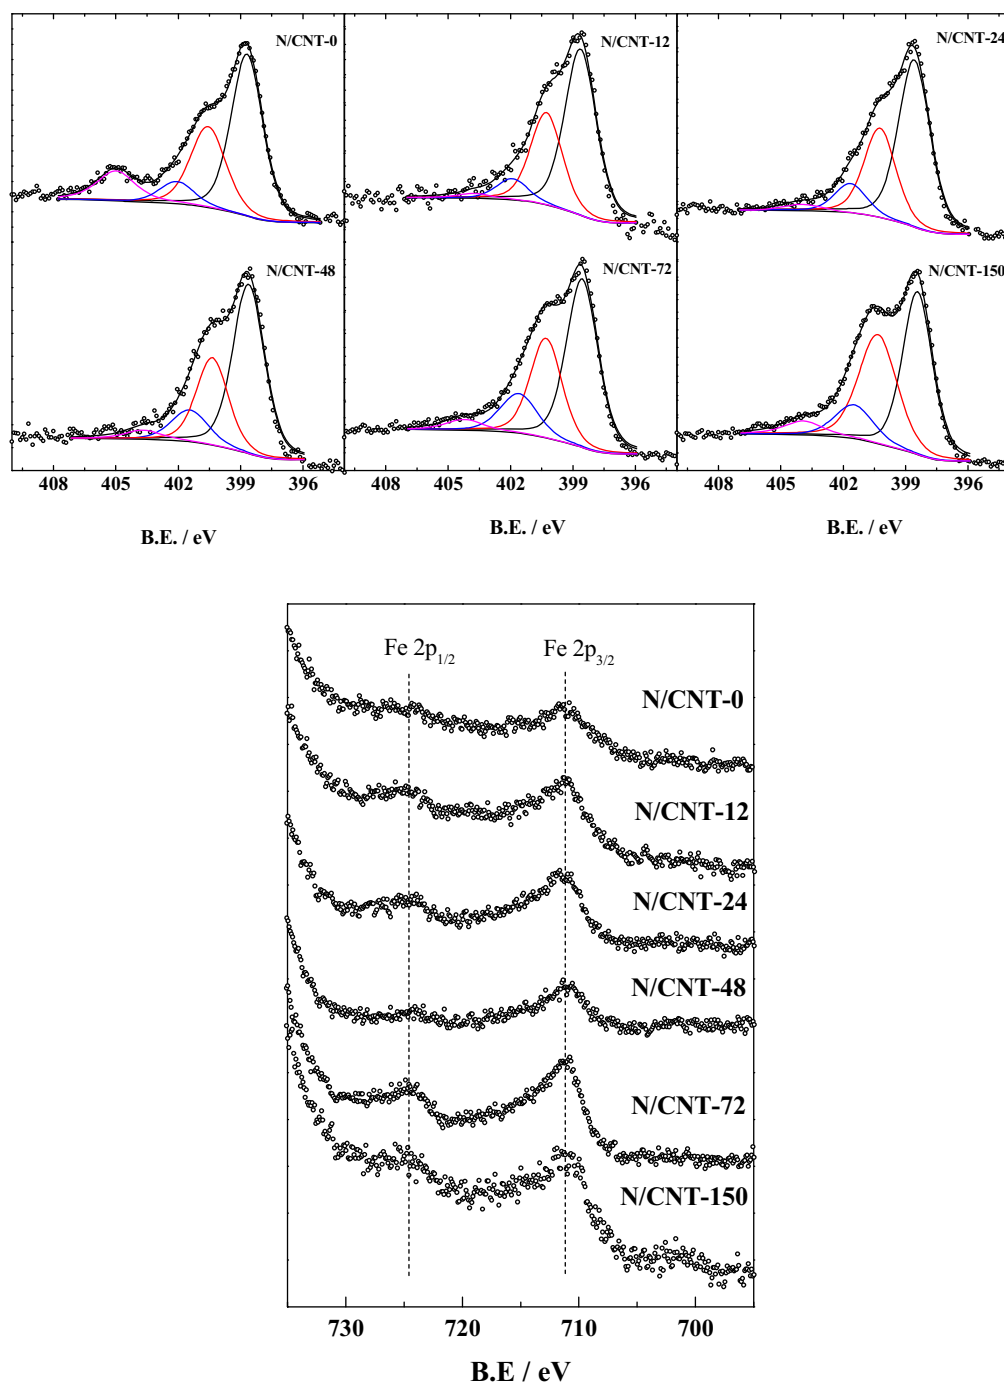 N/CNT-0
N/CNT-12
N/CNT-24
N/CNT-48
N/CNT-72
N/CNT-150
408 405 402 399 396
408 405 402 399 396
408 405 402 399 396
B.E. / eV
B.E. / eV
B.E. / eV
Fe 2p1/2
Fe 2p3/2
N/CNT-0
N/CNT-12
N/CNT-24
N/CNT-48
N/CNT-72
N/CNT-150
730 720 710 700
B.E / eV